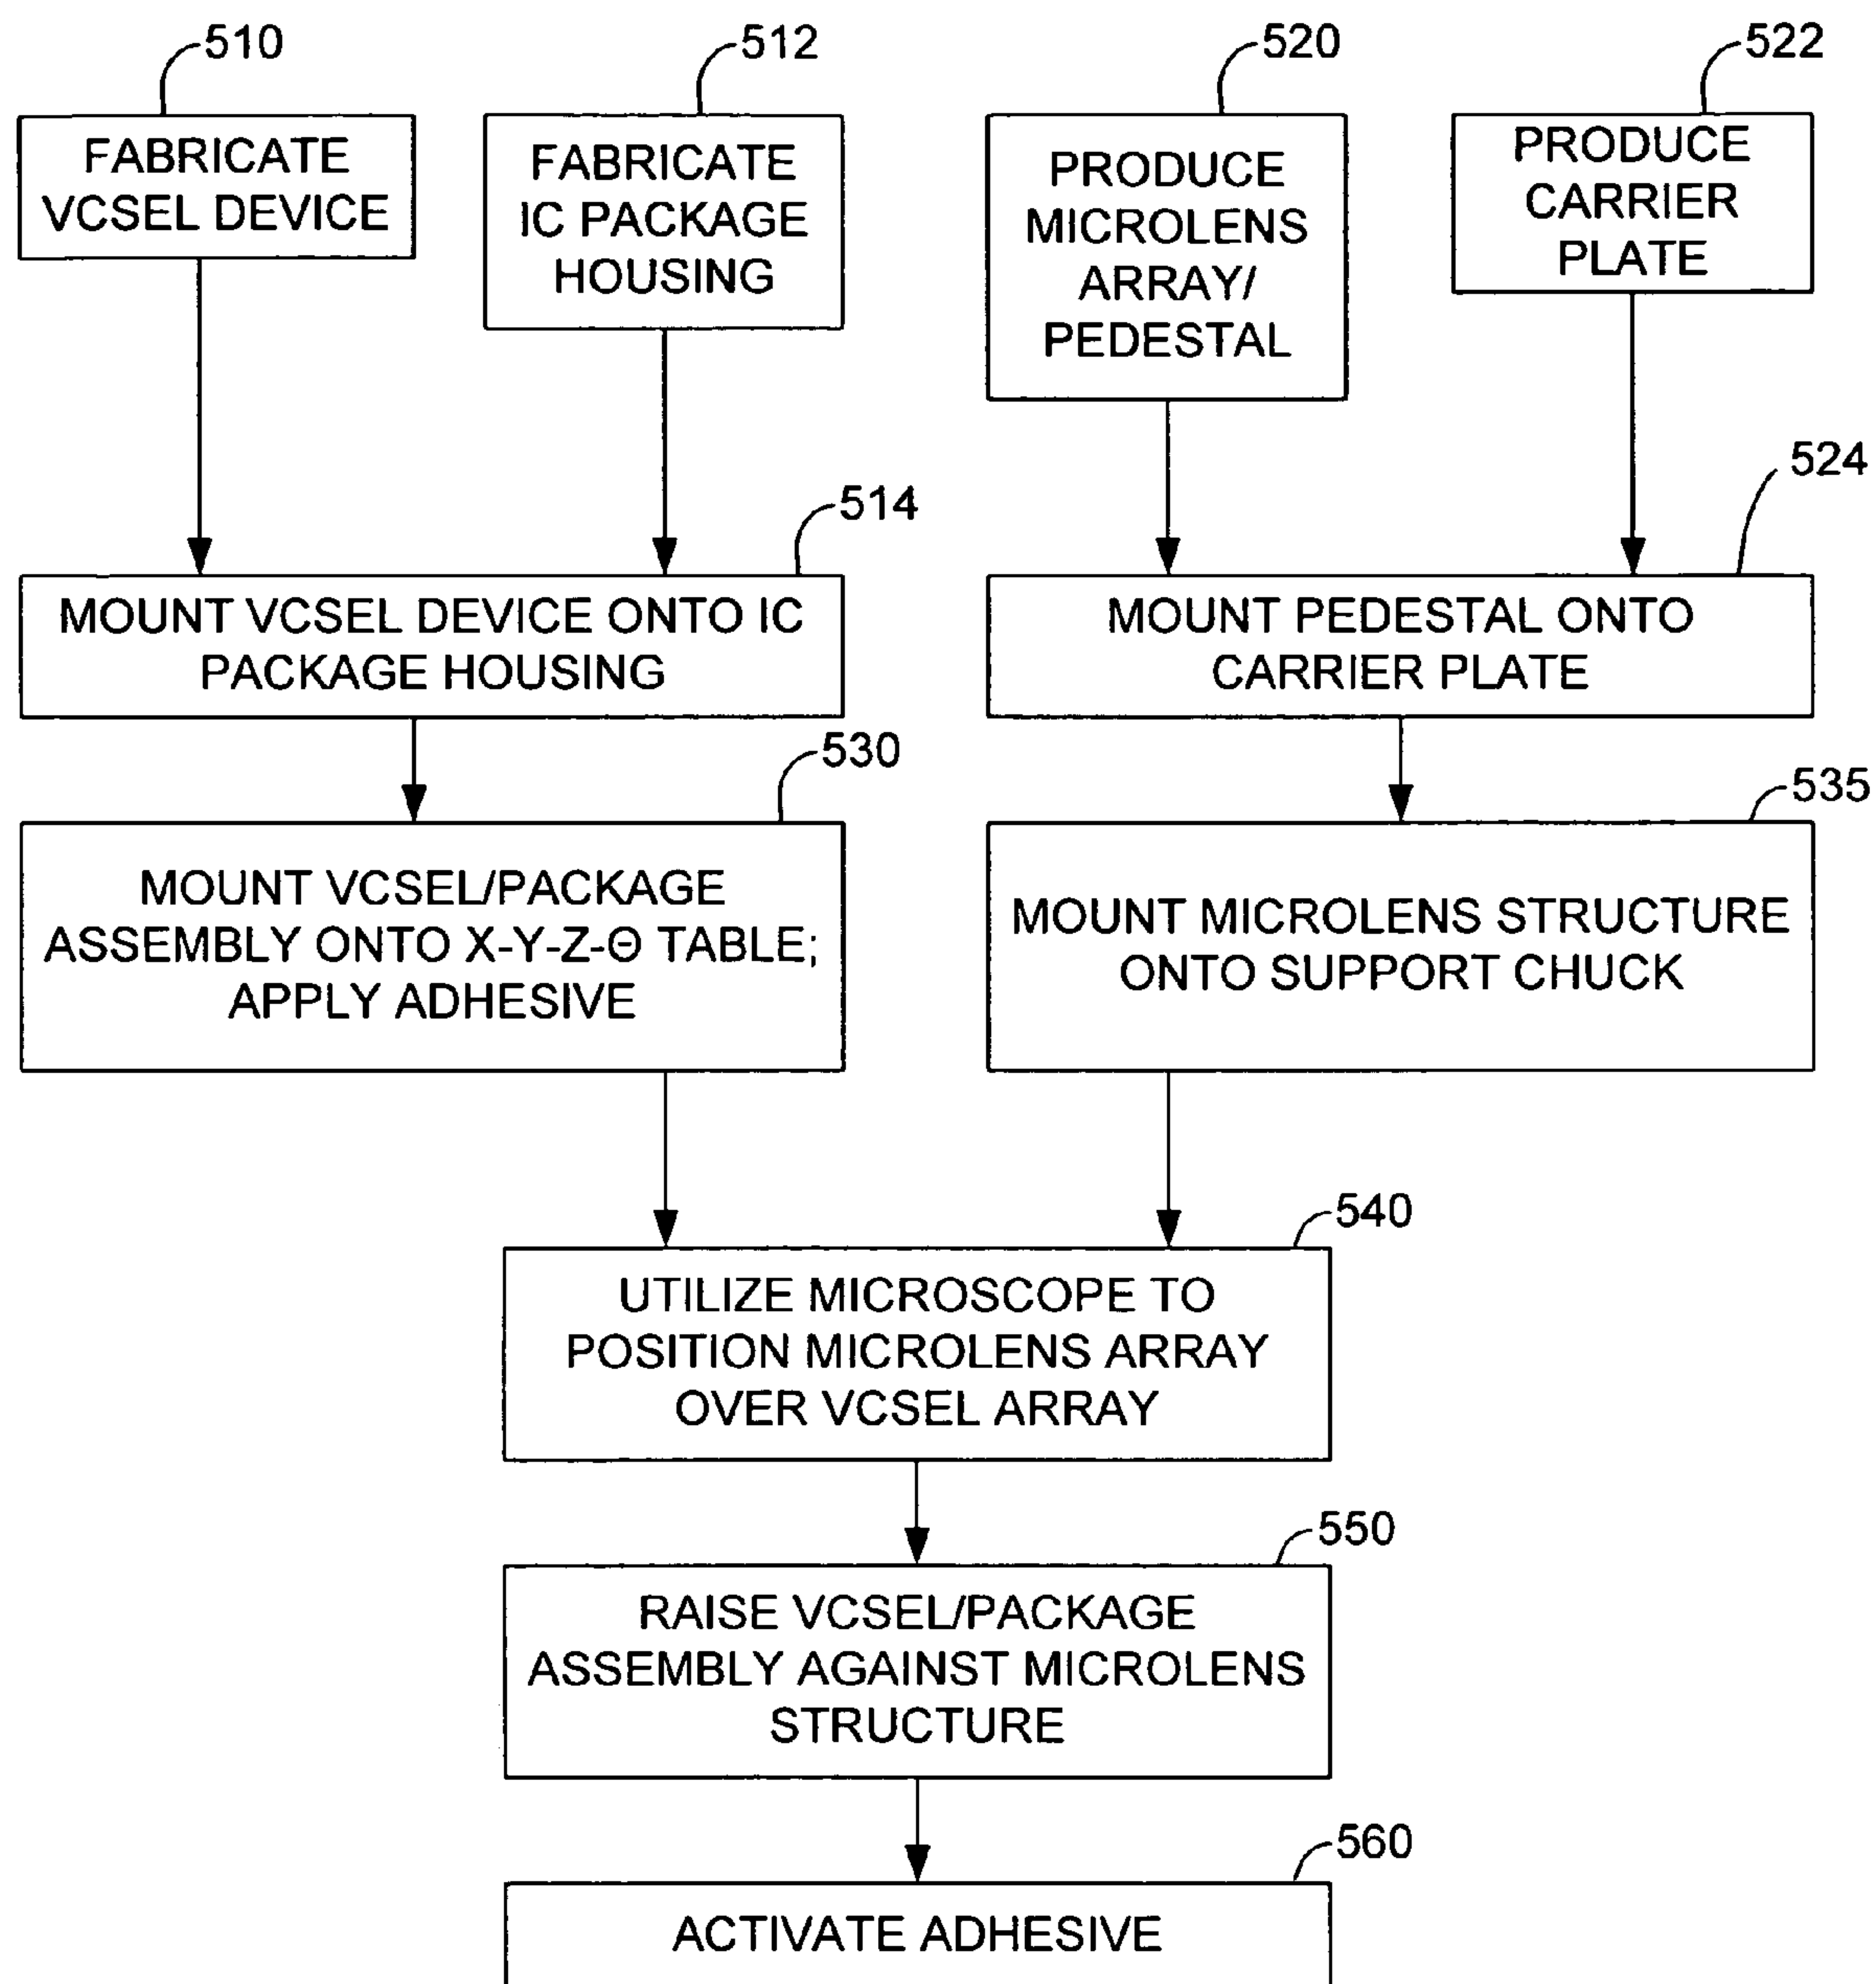 510
FABRICATE
VCSEL DEVICE
512
FABRICATE
IC PACKAGE
HOUSING
520
PRODUCE
MICROLENS
ARRAY/
PEDESTAL
522
PRODUCE
CARRIER
PLATE
514
MOUNT VCSEL DEVICE ONTO IC
PACKAGE HOUSING
524
MOUNT PEDESTAL ONTO
CARRIER PLATE
530
MOUNT VCSEL/PACKAGE
ASSEMBLY ONTO X-Y-Z-Θ TABLE;
APPLY ADHESIVE
535
MOUNT MICROLENS STRUCTURE
ONTO SUPPORT CHUCK
540
UTILIZE MICROSCOPE TO
POSITION MICROLENS ARRAY
OVER VCSEL ARRAY
550
RAISE VCSEL/PACKAGE
ASSEMBLY AGAINST MICROLENS
STRUCTURE
560
ACTIVATE ADHESIVE